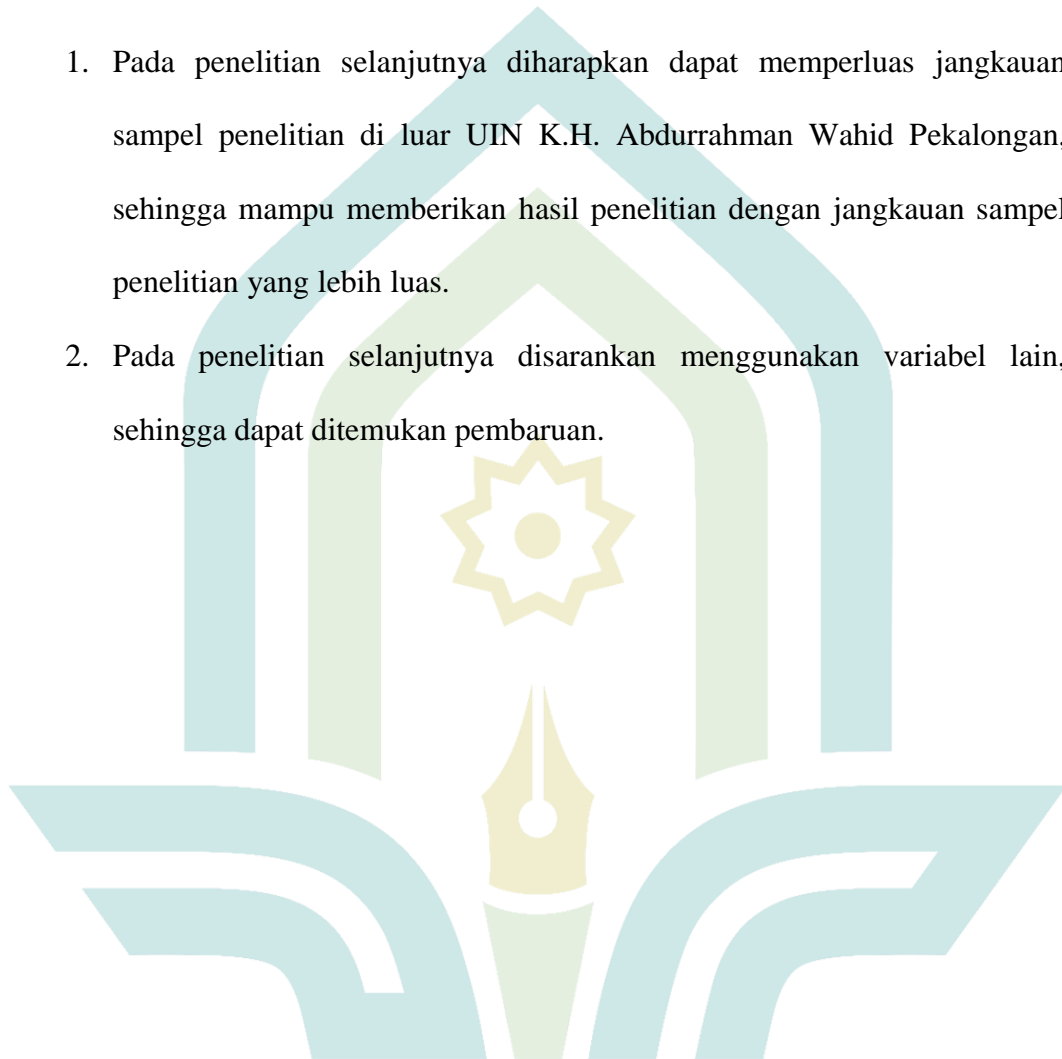 1. Pada penelitian selanjutnya diharapkan dapat memperluas jangkauan
sampel penelitian di luar UIN K.H. Abdurrahman Wahid Pekalongan,
sehingga mampu memberikan hasil penelitian dengan jangkauan sampel
penelitian yang lebih luas.
2. Pada penelitian selanjutnya disarankan menggunakan variabel lain,
sehingga dapat ditemukan pembaruan.